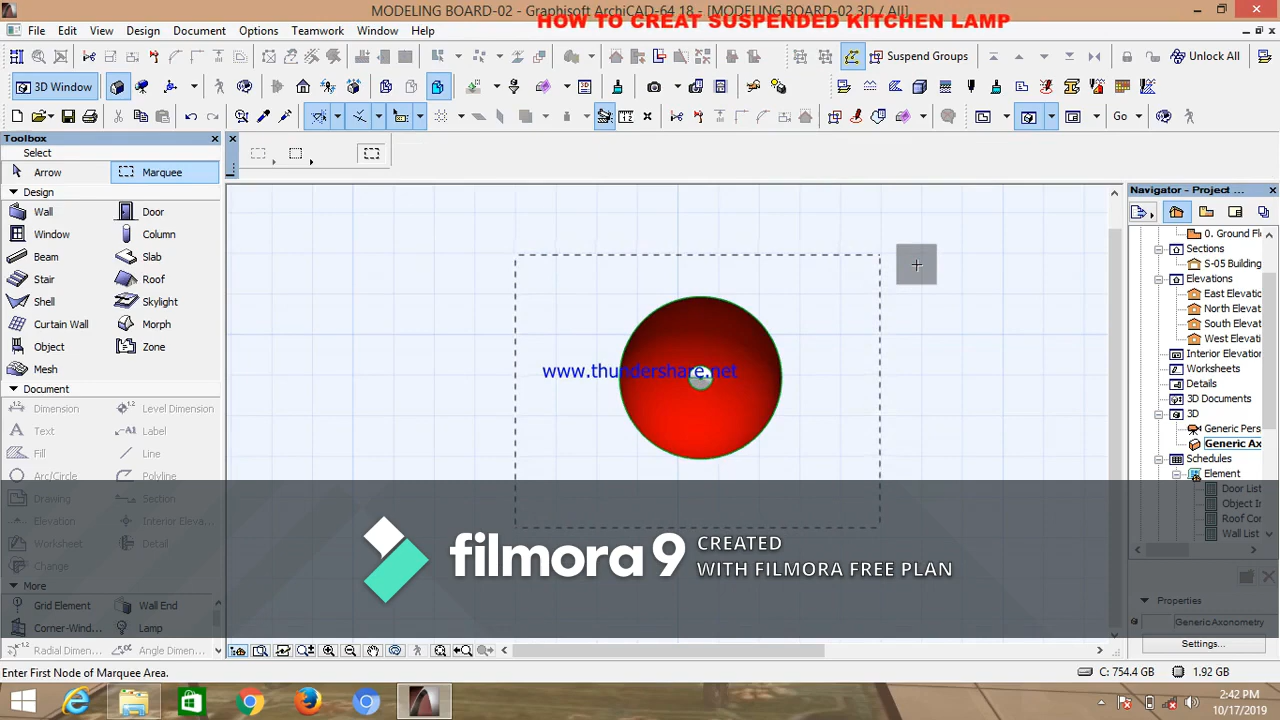 MODELING BOARD-02 - Graphisoft ArchiCAD-64 18 - [MODELING BOARD-02 3D / All]
HOW TO CREAT SUSPENDED KITCHEN LAMP
File Edit View Design Document Options Teamwork Window Help
Suspend Groups
Unlock All
3D Window
Go
Toolbox
Select
Arrow Marquee
Design
Wall Door
Window Column
Beam Slab
Stair Roof
Shell Skylight
Curtain Wall Morph
Object Zone
Mesh
Document
Dimension Level Dimension
Text A1 Label
Fill Line
Arc/Circle Polyline
Drawing Section
Elevation Interior Eleva...
Worksheet Detail
Change
More
Grid Element Wall End
Corner-Wind... Lamp
Radial Dimen... Angle Dimen...
www.thundershare.net
filmora9 CREATED
WITH FILMORA FREE PLAN
Navigator - Project ...
0. Ground Fl
Sections
S-05 Building
Elevations
East Elevatio
North Elevat
South Elevat
West Elevati
Interior Elevation
Worksheets
Details
3D Documents
3D
Generic Pers
Generic Axo
Schedules
Element
Door List
Object In
Roof Cor
Wall List
Properties
GenericAxonometry
Settings...
Enter First Node of Marquee Area.
C: 754.4 GB 1.92 GB
2:42 PM
10/17/2019